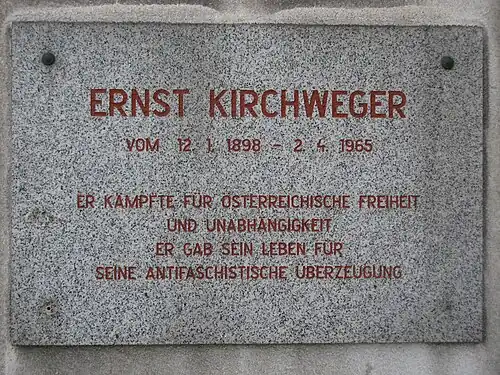 ERNST KIRCHWEGER
VOM 12. 1. 1898 - 2. 4. 1965
ER KÄMPFTE FÜR ÖSTERREICHISCHE FREIHEIT
UND UNABHÄNGIGKEIT
ER GAB SEIN LEBEN FÜR
SEINE ANTIFASCHISTISCHE ÜBERZEUGUNG